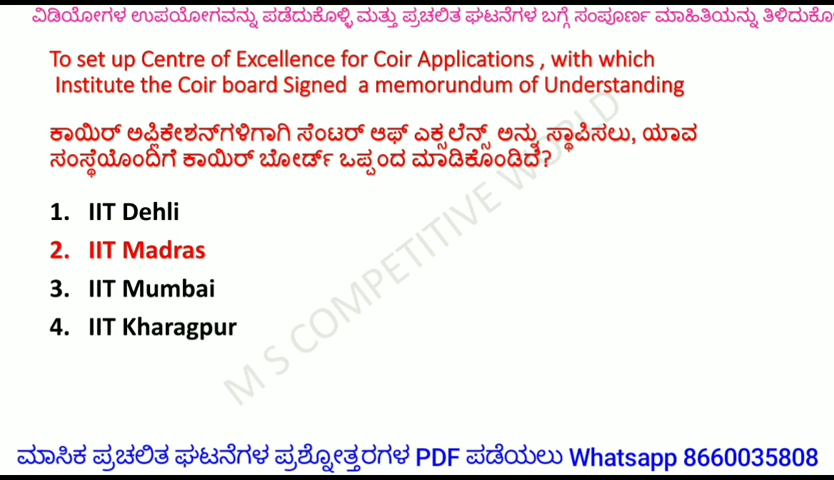 ವಿಡಿಯೋಗಳ ಉಪಯೋಗವನ್ನು ಪಡೆದುಕೊಳ್ಳಿ ಮತ್ತು ಪ್ರಚಲಿತ ಘಟನೆಗಳ ಬಗ್ಗೆ ಸಂಪೂರ್ಣ ಮಾಹಿತಿಯನ್ನು ತಿಳಿದುಕೊ
To set up Centre of Excellence for Coir Applications , with which
Institute the Coir board Signed a memorundum of Understanding
ಕಾಯಿರ್ ಅಪ್ಲಿಕೇಶನ್‌ಗಳಿಗಾಗಿ ಸೆಂಟರ್ ಆಫ್ ಎಕ್ಸಲೆನ್ಸ್ ಅನ್ನು ಸ್ಥಾಪಿಸಲು, ಯಾವ
ಸಂಸ್ಥೆಯೊಂದಿಗೆ ಕಾಯಿರ್ ಬೋರ್ಡ್ ಒಪ್ಪಂದ ಮಾಡಿಕೊಂಡಿದೆ?
1. IIT Dehli
2. IIT Madras
3. IIT Mumbai
4. IIT Kharagpur
M S COMPETITIVE WORLD
ಮಾಸಿಕ ಪ್ರಚಲಿತ ಘಟನೆಗಳ ಪ್ರಶ್ನೋತ್ತರಗಳ PDF ಪಡೆಯಲು Whatsapp 8660035808